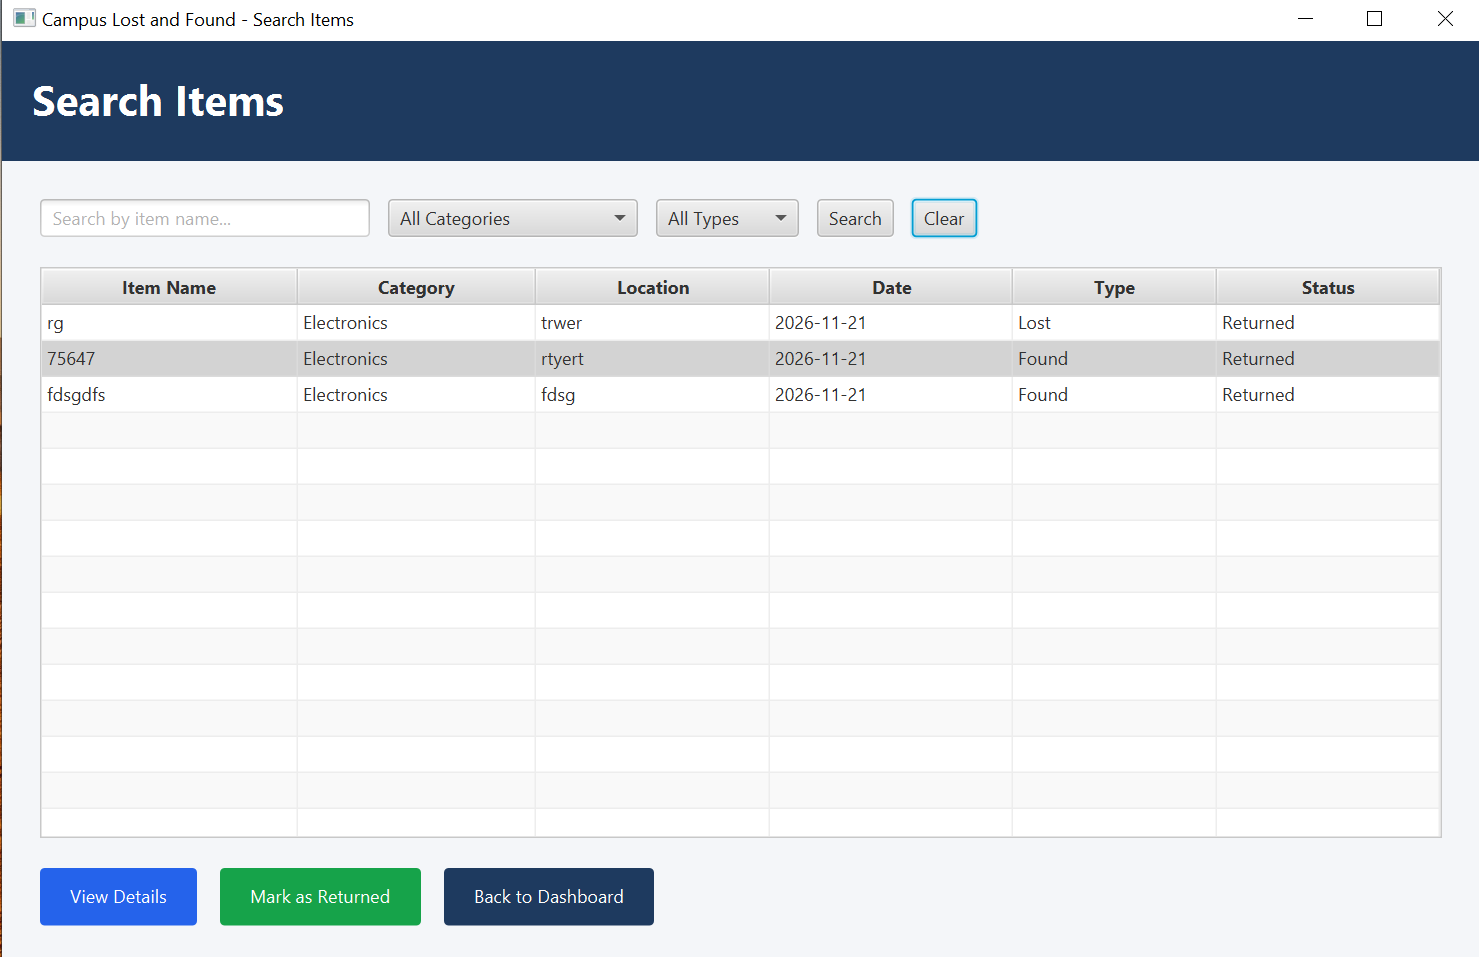 Campus Lost and Found - Search Items
Search Items
Search by item name... All Categories All Types Search Clear
Item Name Category Location Date Type Status
rg Electronics trwer 2026-11-21 Lost Returned
75647 Electronics rtyert 2026-11-21 Found Returned
fdsgdfs Electronics fdsg 2026-11-21 Found Returned
View Details Mark as Returned Back to Dashboard